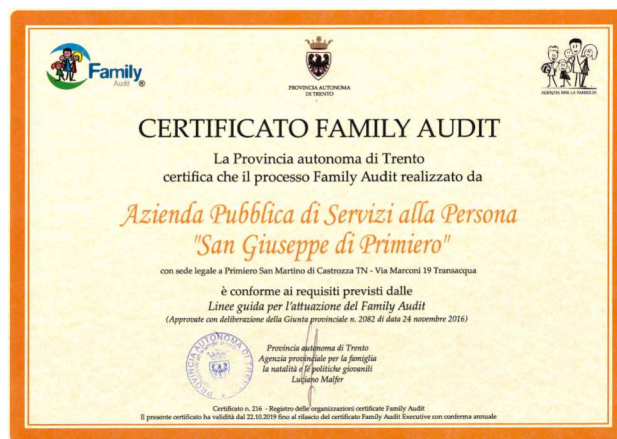 Family
Audit ®
PROVINCIA AUTONOMA
DI TRENTO
AGENZIA PER LA FAMIGLIA
CERTIFICATO FAMILY AUDIT
La Provincia autonoma di Trento
certifica che il processo Family Audit realizzato da
Azienda Pubblica di Servizi alla Persona
"San Giuseppe di Primiero"
con sede legale a Primiero San Martino di Castrozza TN - Via Marconi 19 Transacqua
è conforme ai requisiti previsti dalle
Linee guida per l'attuazione del Family Audit
(Approvate con deliberazione della Giunta provinciale n. 2082 di data 24 novembre 2016)
PROVINCIA AUTONOMA DI
Provincia autonoma di Trento
Agenzia provinciale per la famiglia
la natalità e le politiche giovanili
Luciano Malfer
Certificato n. 216 - Registro delle organizzazioni certificate Family Audit
Il presente certificato ha validità dal 22.10.2019 fino al rilascio del certificato Family Audit Executive con conferma annuale